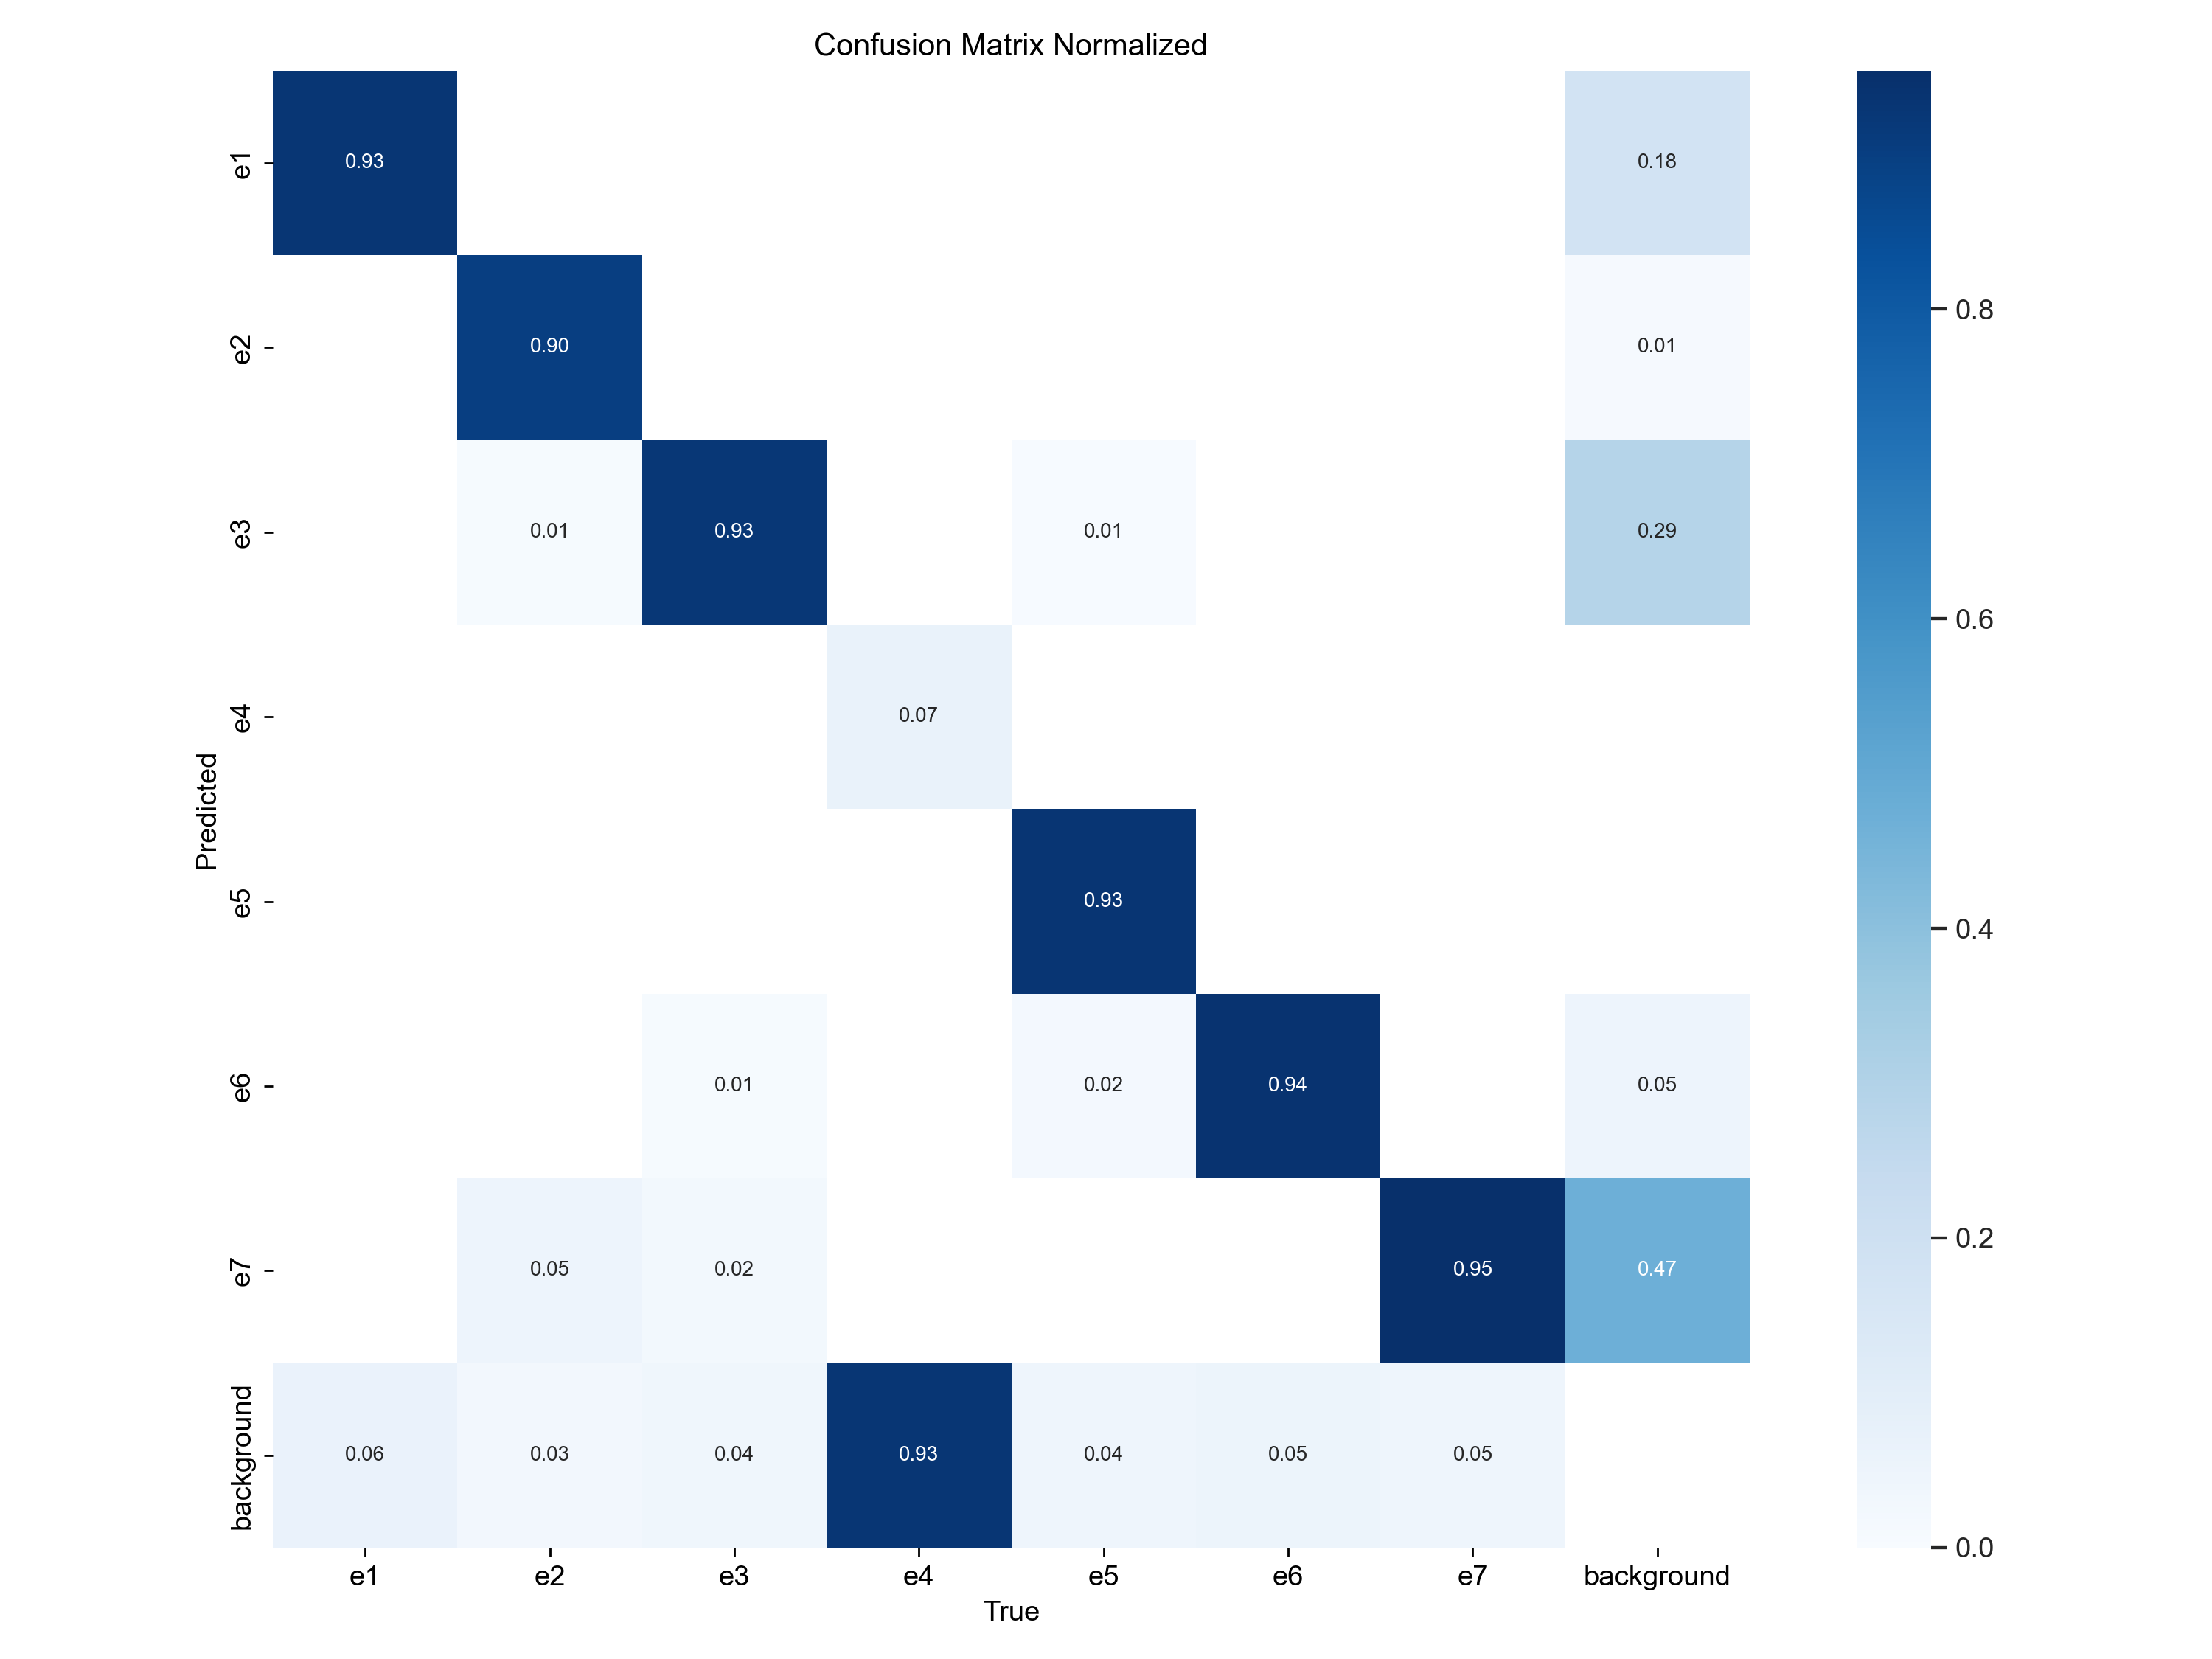 Confusion Matrix Normalized
e1 0.93 0.18
e2 0.90 0.01 0.8
e3 0.01 0.93 0.01 0.29
0.6
e4 0.07
Predicted
e5 0.93 0.4
e6 0.01 0.02 0.94 0.05
0.2
e7 0.05 0.02 0.95 0.47
background 0.06 0.03 0.04 0.93 0.04 0.05 0.05
0.0
e1 e2 e3 e4 e5 e6 e7 background
True